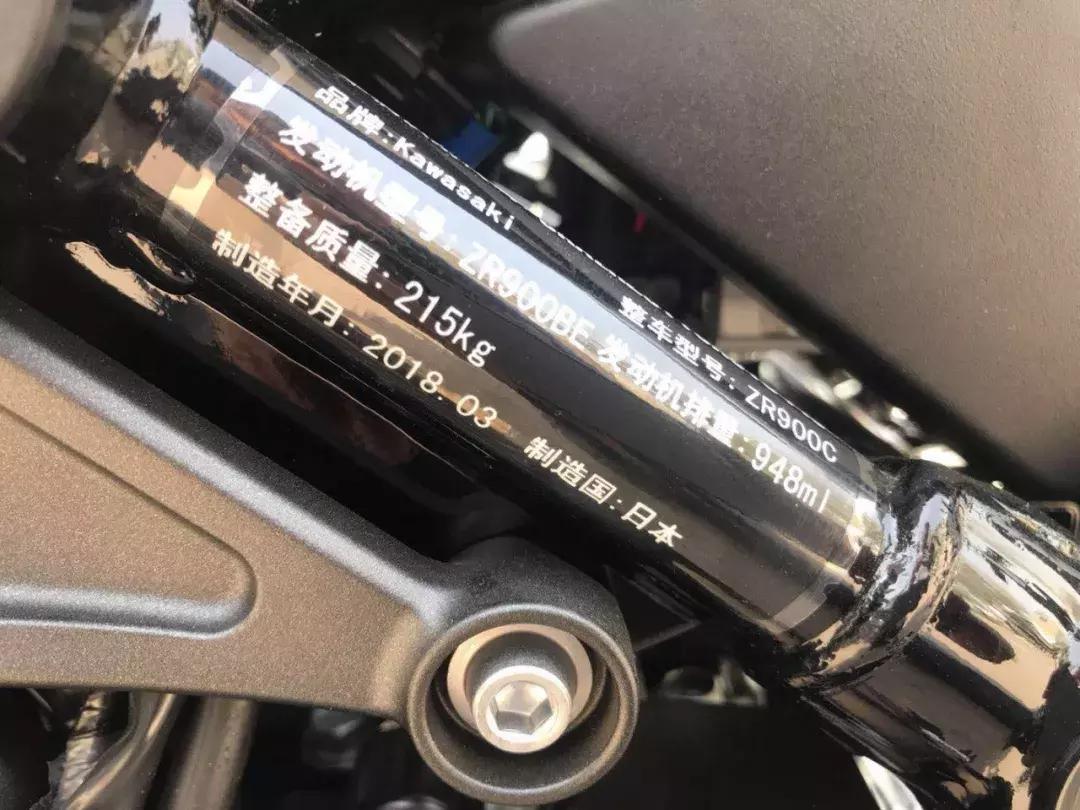 品牌:Kawasaki 整车型号:ZR900C
发动机型号:ZR900BE 发动机排量:948ml
整备质量:215kg
制造年月:2018.03 制造国:日本